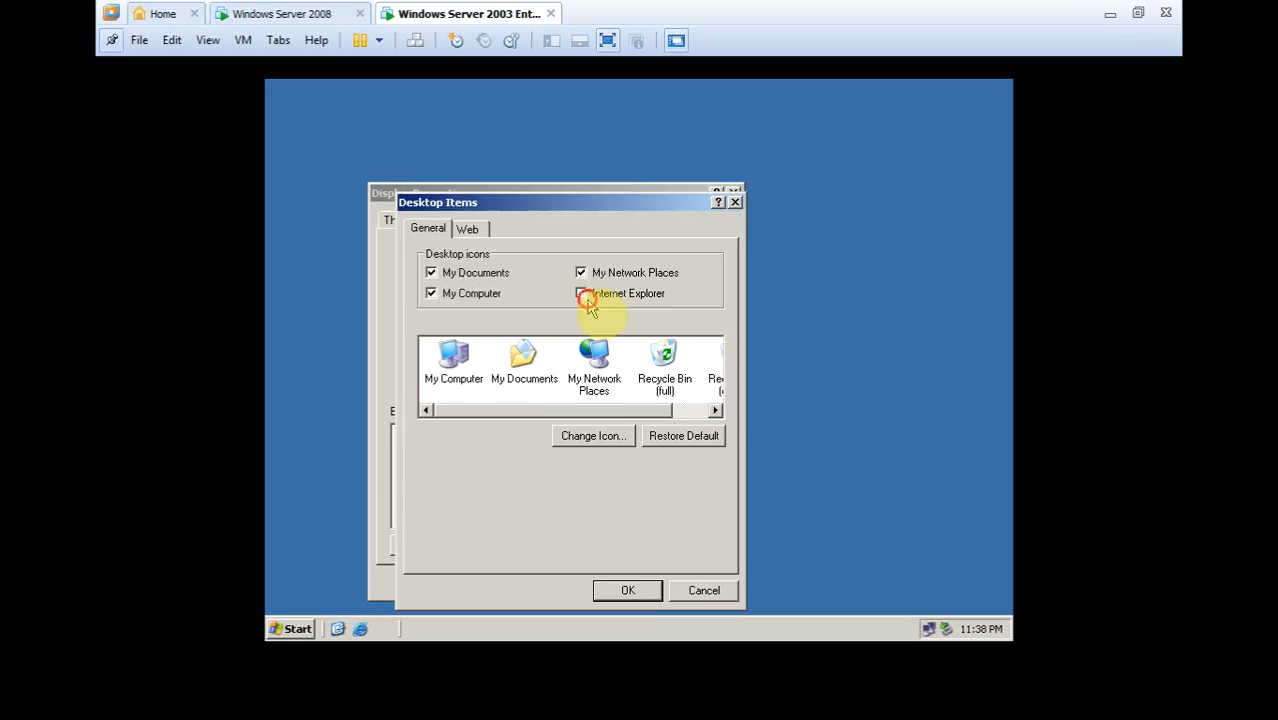 Home
Windows Server 2008
Windows Server 2003 Ent...
File Edit View VM Tabs Help
Desktop Items
General Web
Desktop icons
My Documents
My Network Places
My Computer
Internet Explorer
My Computer
My Documents
My Network Places
Recycle Bin (full)
Change Icon...
Restore Default
OK
Cancel
Start
11:38 PM